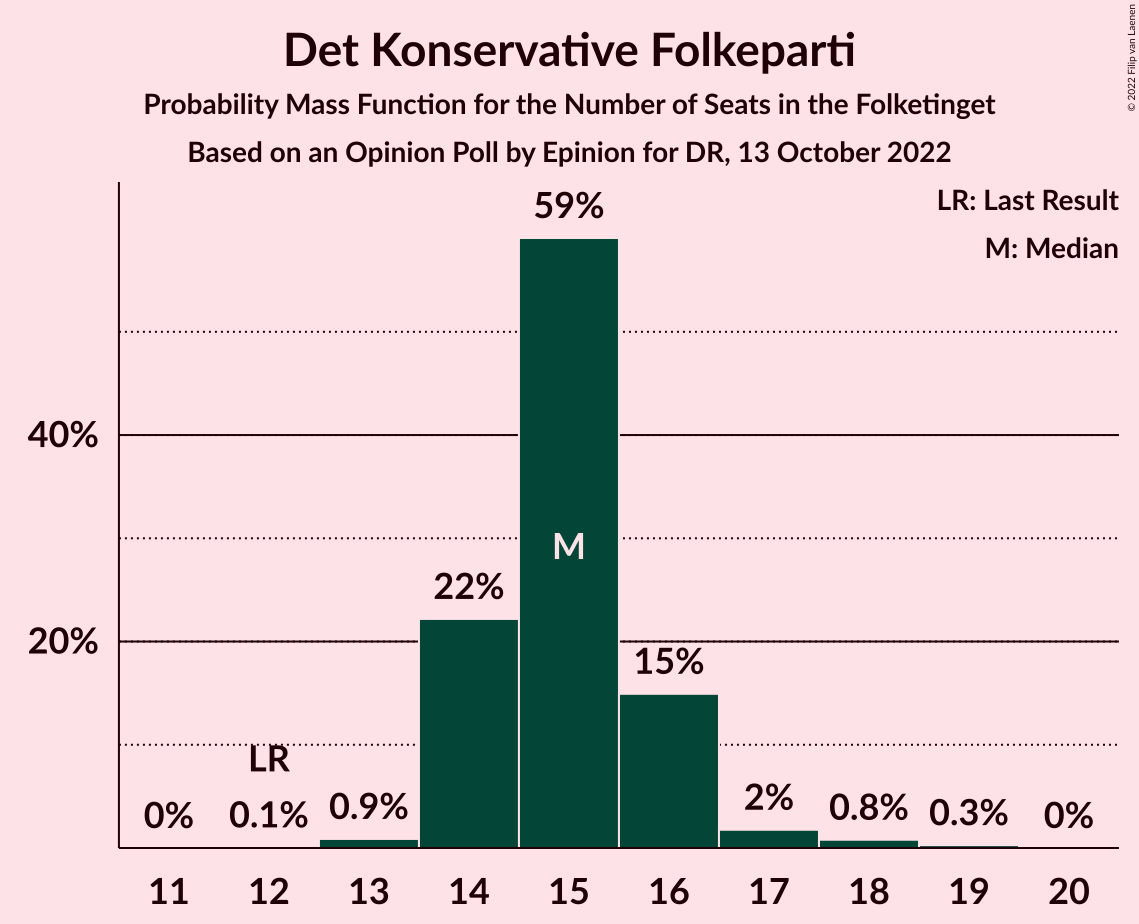 Det Konservative Folkeparti
Probability Mass Function for the Number of Seats in the Folketinget
Based on an Opinion Poll by Epinion for DR, 13 October 2022
© 2022 Filip van Laenen
LR: Last Result
M: Median
59%
40%
M
22%
20%
15%
LR
0%
0.1%
0.9%
2%
0.8%
0.3%
0%
11 12 13 14 15 16 17 18 19 20